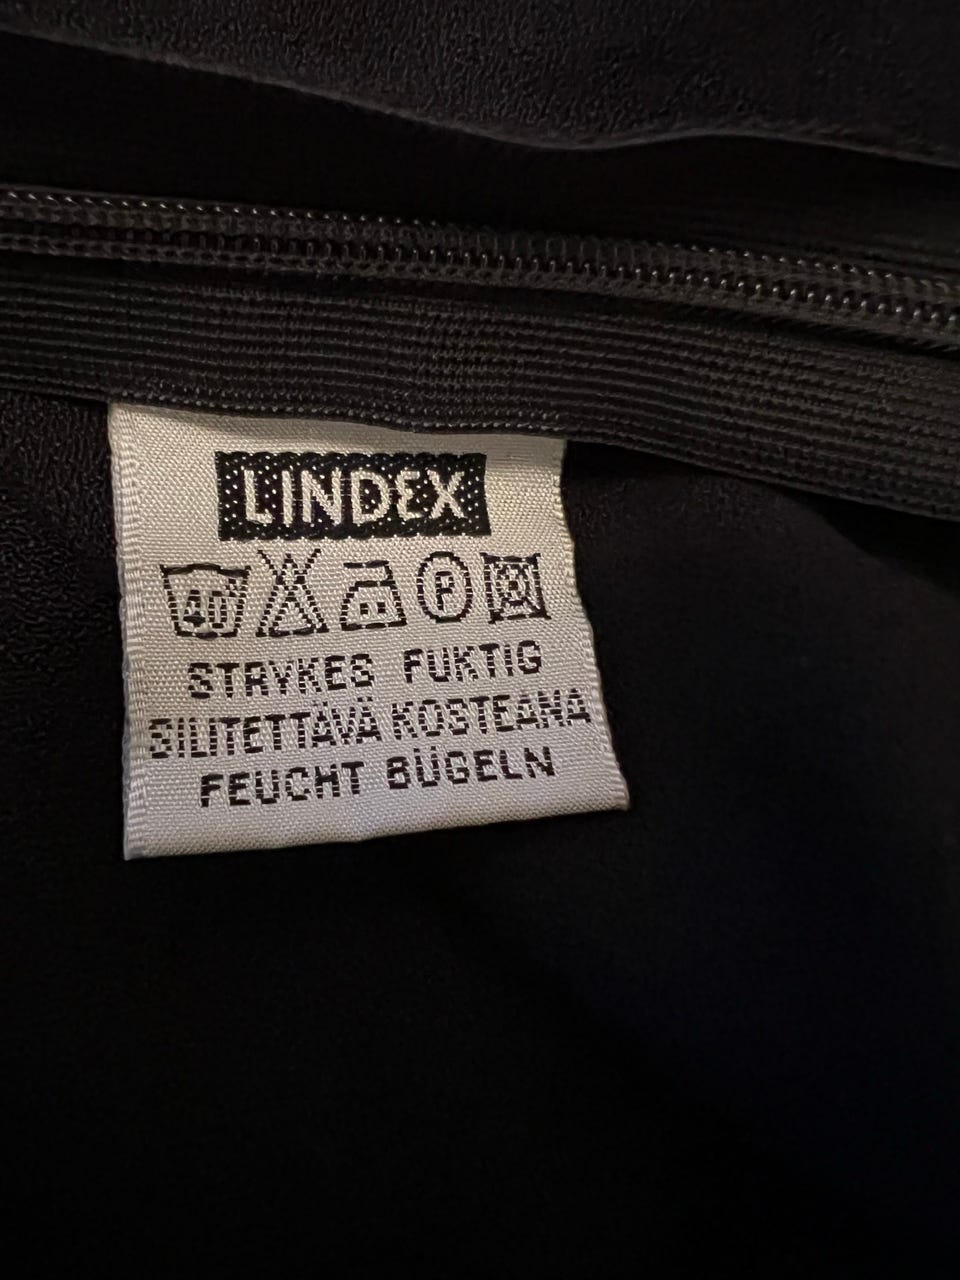 LINDEX
40° P
STRYKES FUKTIG
SILITETTÄVÄ KOSTEANA
FEUCHT BÜGELN